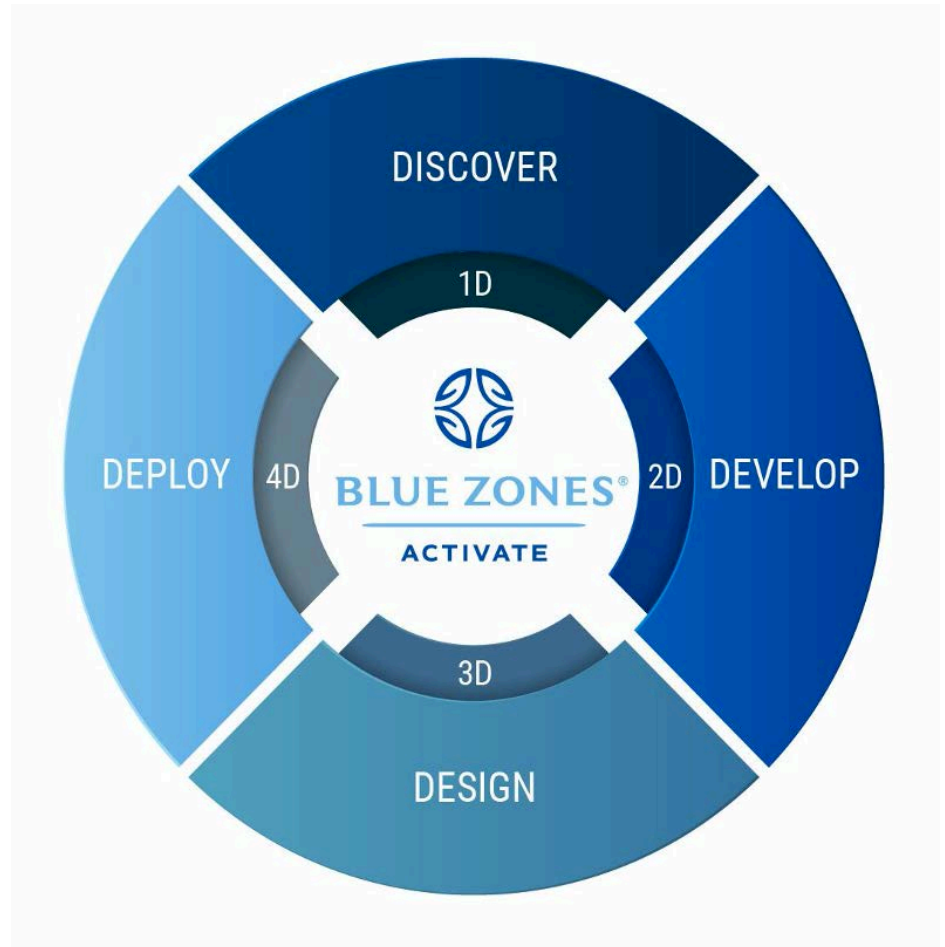 DISCOVER
1D
DEPLOY
4D
BLUE ZONES®
ACTIVATE
2D
DEVELOP
3D
DESIGN